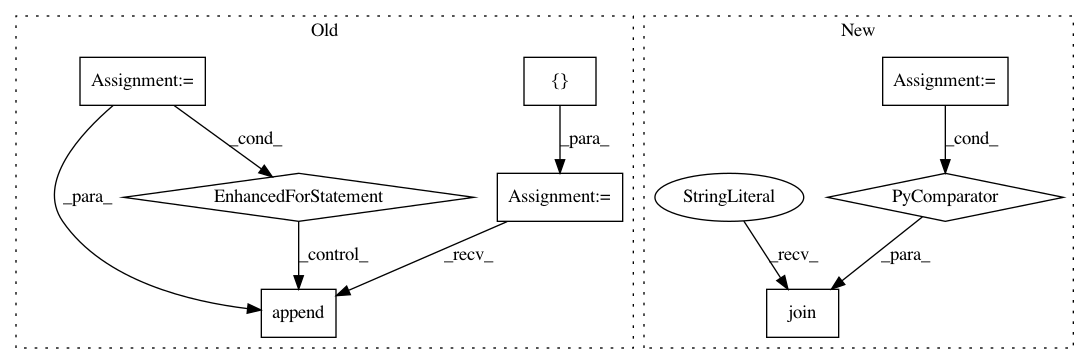 Old
New
Assignment:=
{}
Assignment:=
_cond_
_para_
_cond_
_para_
EnhancedForStatement
Assignment:=
StringLiteral
PyComparator
_control_
_recv_
_recv_
_para_
append
join